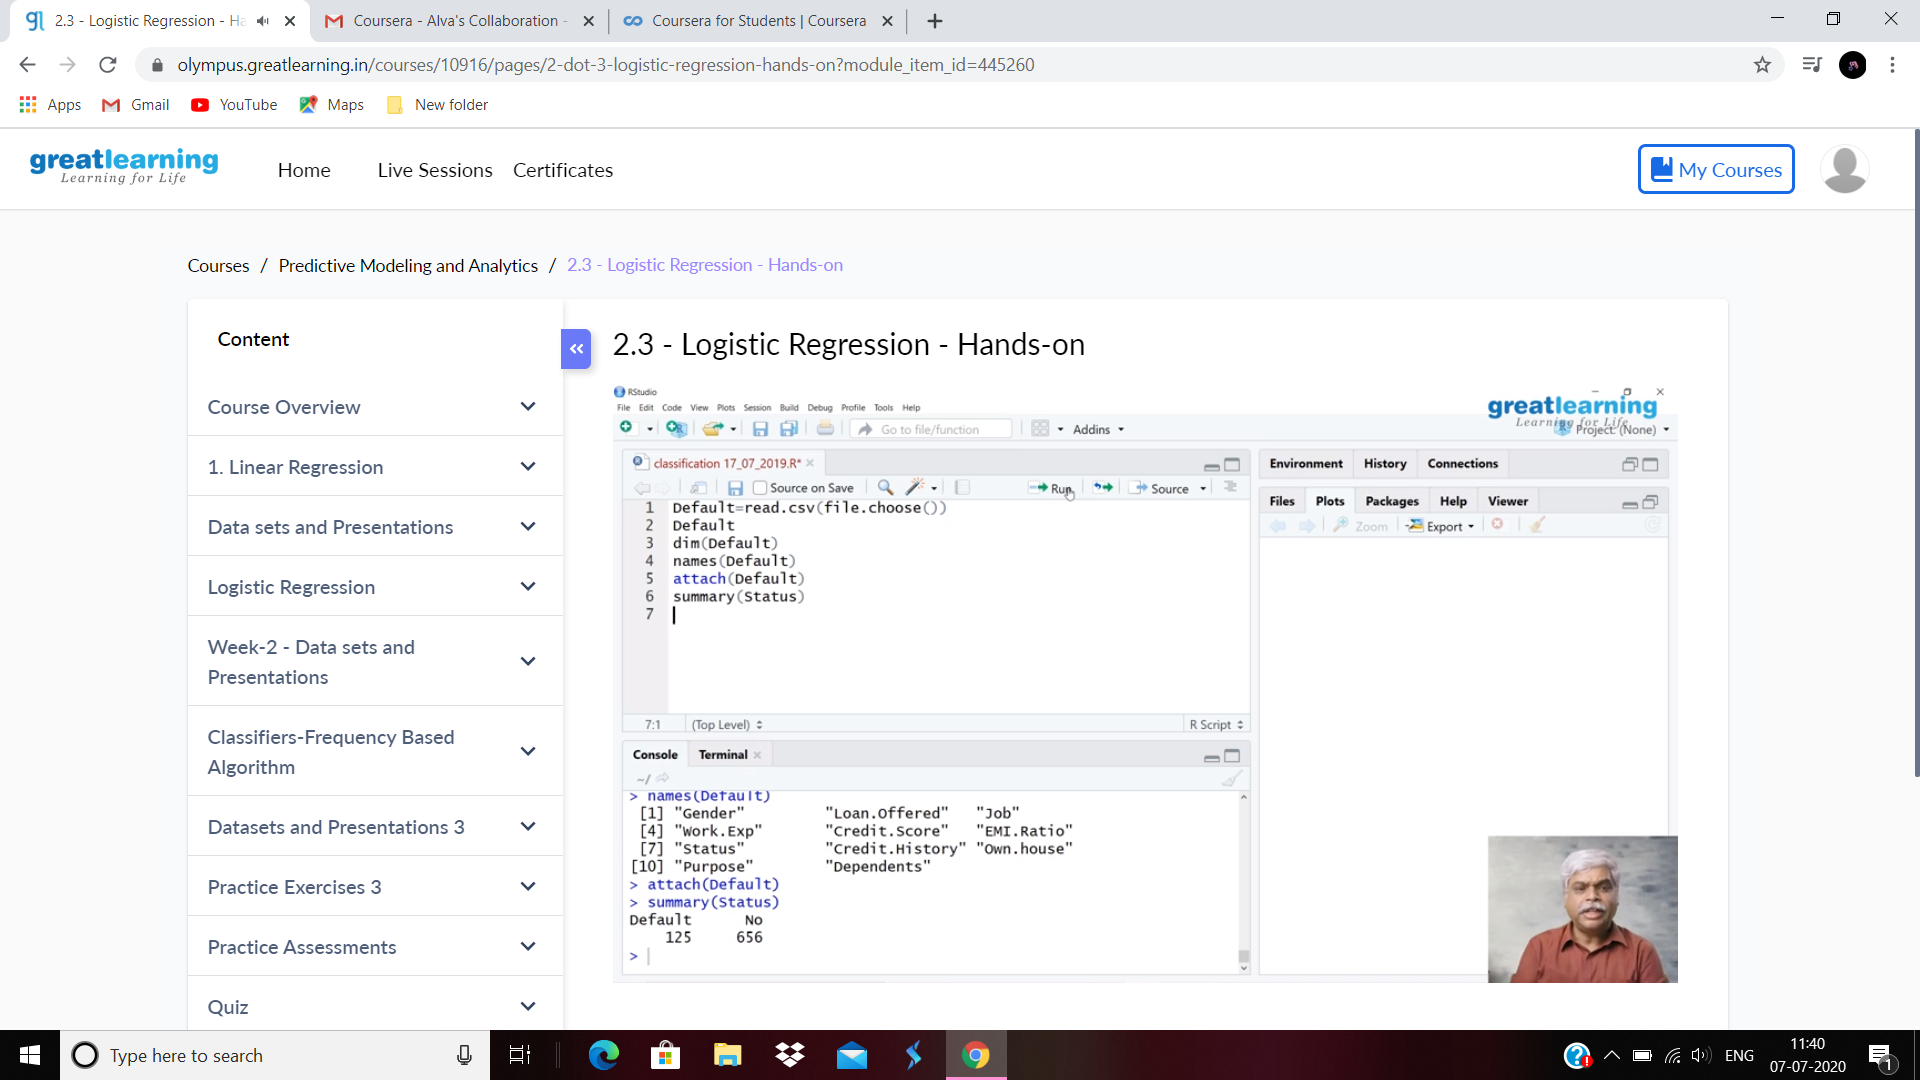 2.3 - Logistic Regression - Ha
Coursera - Alva's Collaboration -
Coursera for Students | Coursera
olympus.greatlearning.in/courses/10916/pages/2-dot-3-logistic-regression-hands-on?module_item_id=445260
Apps Gmail YouTube Maps New folder
greatlearning
Learning for Life
Home Live Sessions Certificates
My Courses
Courses / Predictive Modeling and Analytics / 2.3 - Logistic Regression - Hands-on
Content
Course Overview
1. Linear Regression
Data sets and Presentations
Logistic Regression
Week-2 - Data sets and
Presentations
Classifiers-Frequency Based
Algorithm
Datasets and Presentations 3
Practice Exercises 3
Practice Assessments
Quiz
2.3 - Logistic Regression - Hands-on
RStudio
File Edit Code View Plots Session Build Debug Profile Tools Help
greatlearning
Learning for Life
Go to file/function Addins Project: (None)
classification 17_07_2019.R*
Source on Save Run Source
1 Default=read.csv(file.choose())
2 Default
3 dim(Default)
4 names(Default)
5 attach(Default)
6 summary(Status)
7
7:1 (Top Level) R Script
Console Terminal
~/
> names(Default)
[1] "Gender" "Loan.Offered" "Job"
[4] "Work.Exp" "Credit.Score" "EMI.Ratio"
[7] "Status" "Credit.History" "Own.house"
[10] "Purpose" "Dependents"
> attach(Default)
> summary(Status)
Default No
125 656
>
Environment History Connections
Files Plots Packages Help Viewer
Zoom Export
Type here to search
ENG
11:40
07-07-2020
1